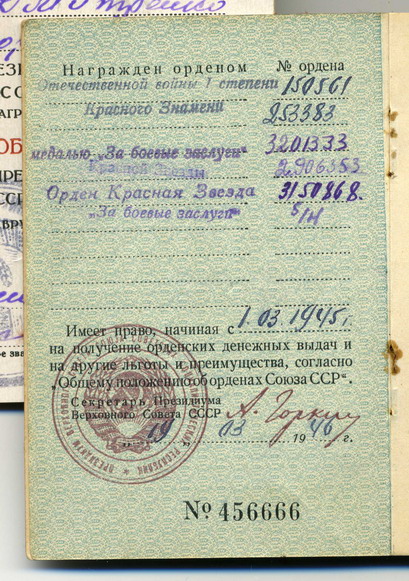 Награжден орденом № ордена
Отечественной войны I степени 150561
Красного Знамени 253383
медалью „За боевые заслуги" 3201333
Красной Звезды 2906353
Орден Красная Звезда 3150868.
„За боевые заслуги" б/н
Имеет право, начиная с 1.03.1945г.
на получение орденских денежных выдач и
на другие льготы и преимущества, согласно
„Общему положению об орденах Союза ССР".
Секретарь Президиума
Верховного Совета ССР А. Горкин
„19" 03 1946 г.
№ 456666